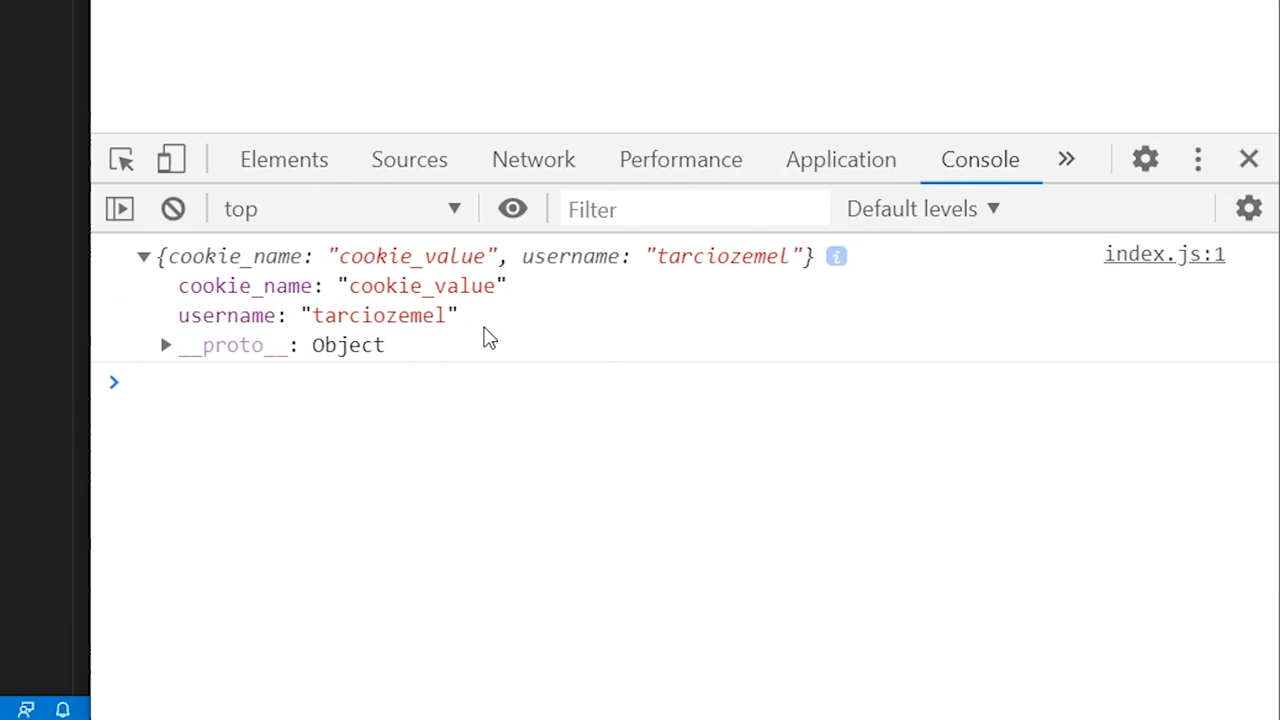 Elements Sources Network Performance Application Console »
top ▼ Filter Default levels ▼
▼{cookie_name: "cookie_value", username: "tarciozemel"} i index.js:1
cookie_name: "cookie_value"
username: "tarciozemel"
▶ __proto__: Object
>